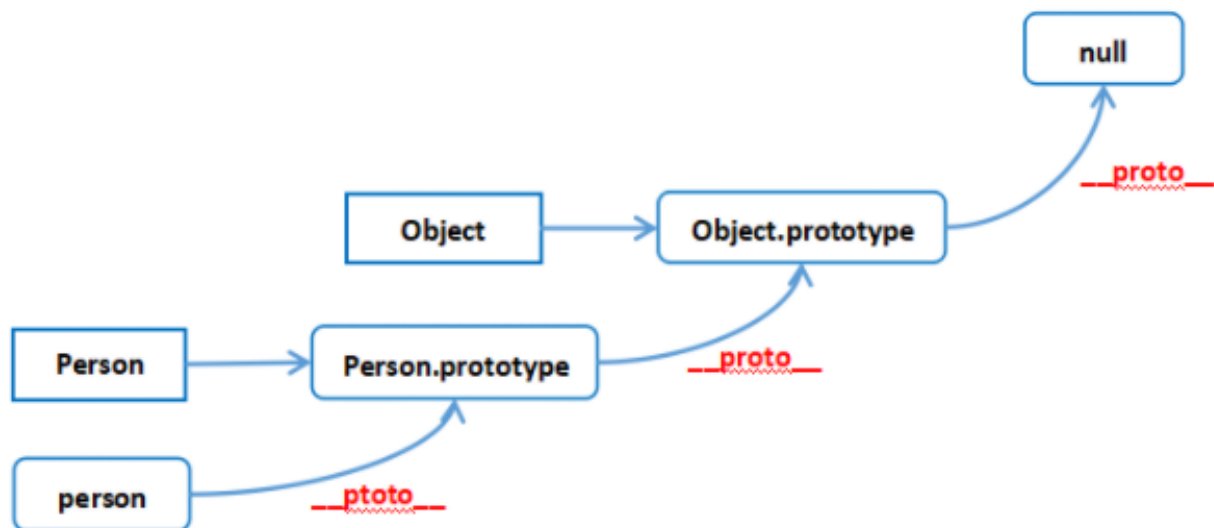 null
__proto__
Object
Object.prototype
Person
Person.prototype
__proto__
person
__ptoto__